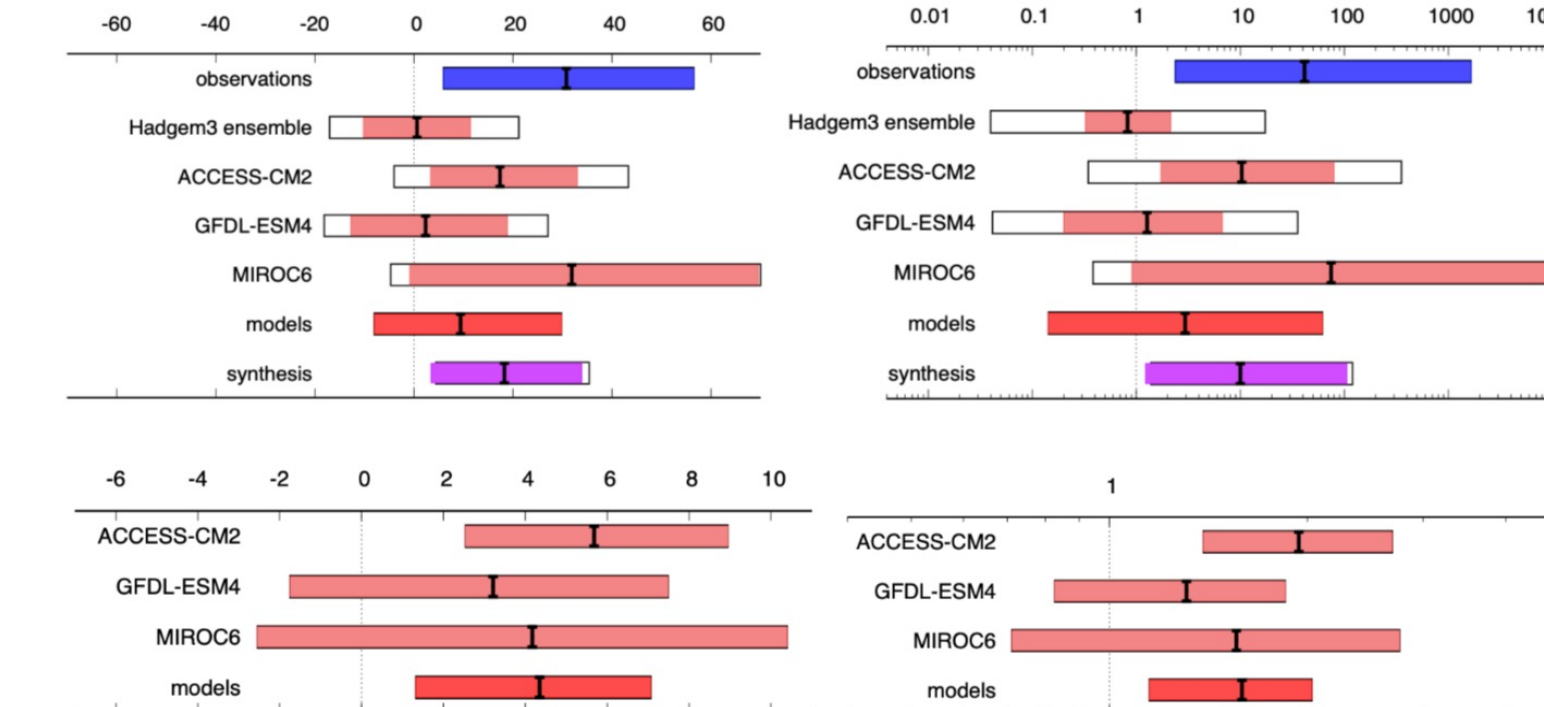 -60 -40 -20 0 20 40 60
observations
Hadgem3 ensemble
ACCESS-CM2
GFDL-ESM4
MIROC6
models
synthesis
0.01 0.1 1 10 100 1000 10
observations
Hadgem3 ensemble
ACCESS-CM2
GFDL-ESM4
MIROC6
models
synthesis
-6 -4 -2 0 2 4 6 8 10
ACCESS-CM2
GFDL-ESM4
MIROC6
models
1
ACCESS-CM2
GFDL-ESM4
MIROC6
models